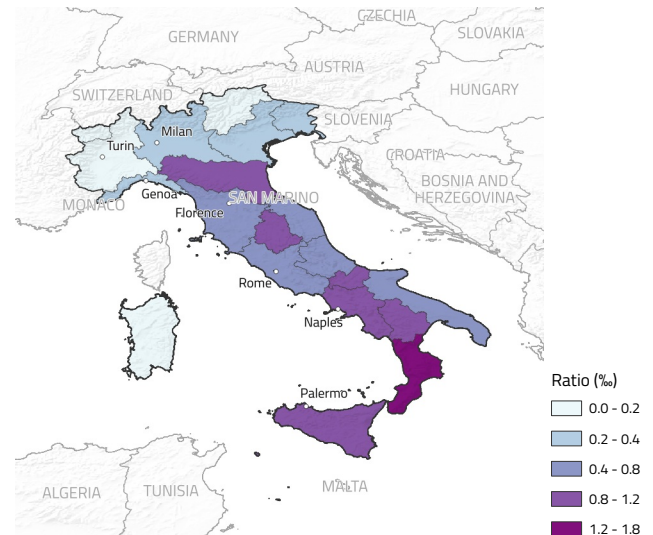 CZECHIA
GERMANY
SLOVAKIA
AUSTRIA
HUNGARY
SWITZERLAND
SLOVENIA
Milan
Turin
CROATIA
BOSNIA AND
HERZEGOVINA
Genoa
SAN MARINO
MONACO
Florence
Rome
Naples
Palermo
ALGERIA
TUNISIA
MALTA
Ratio (‰)
0.0 - 0.2
0.2 - 0.4
0.4 - 0.8
0.8 - 1.2
1.2 - 1.8